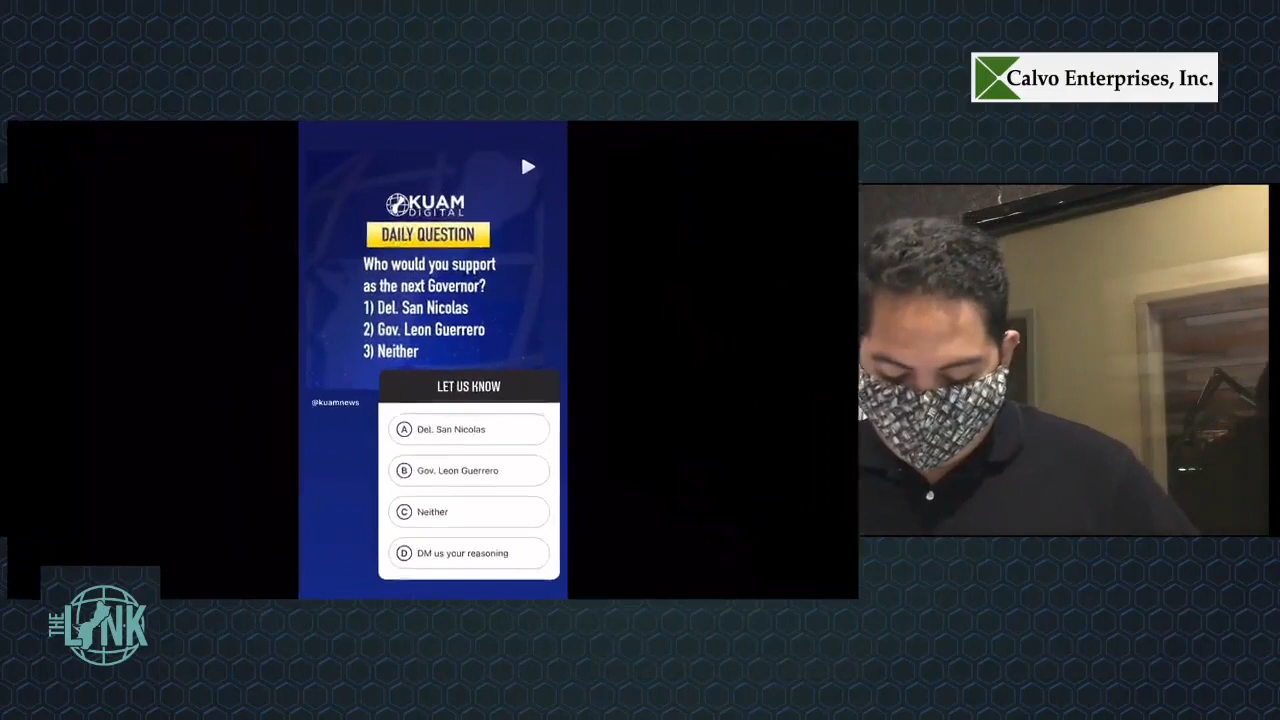 Calvo Enterprises, Inc.
KUAM
DIGITAL
DAILY QUESTION
Who would you support
as the next Governor?
1) Del. San Nicolas
2) Gov. Leon Guerrero
3) Neither
LET US KNOW
@kuamnews
A Del. San Nicolas
B Gov. Leon Guerrero
C Neither
D DM us your reasoning
THE
LINK